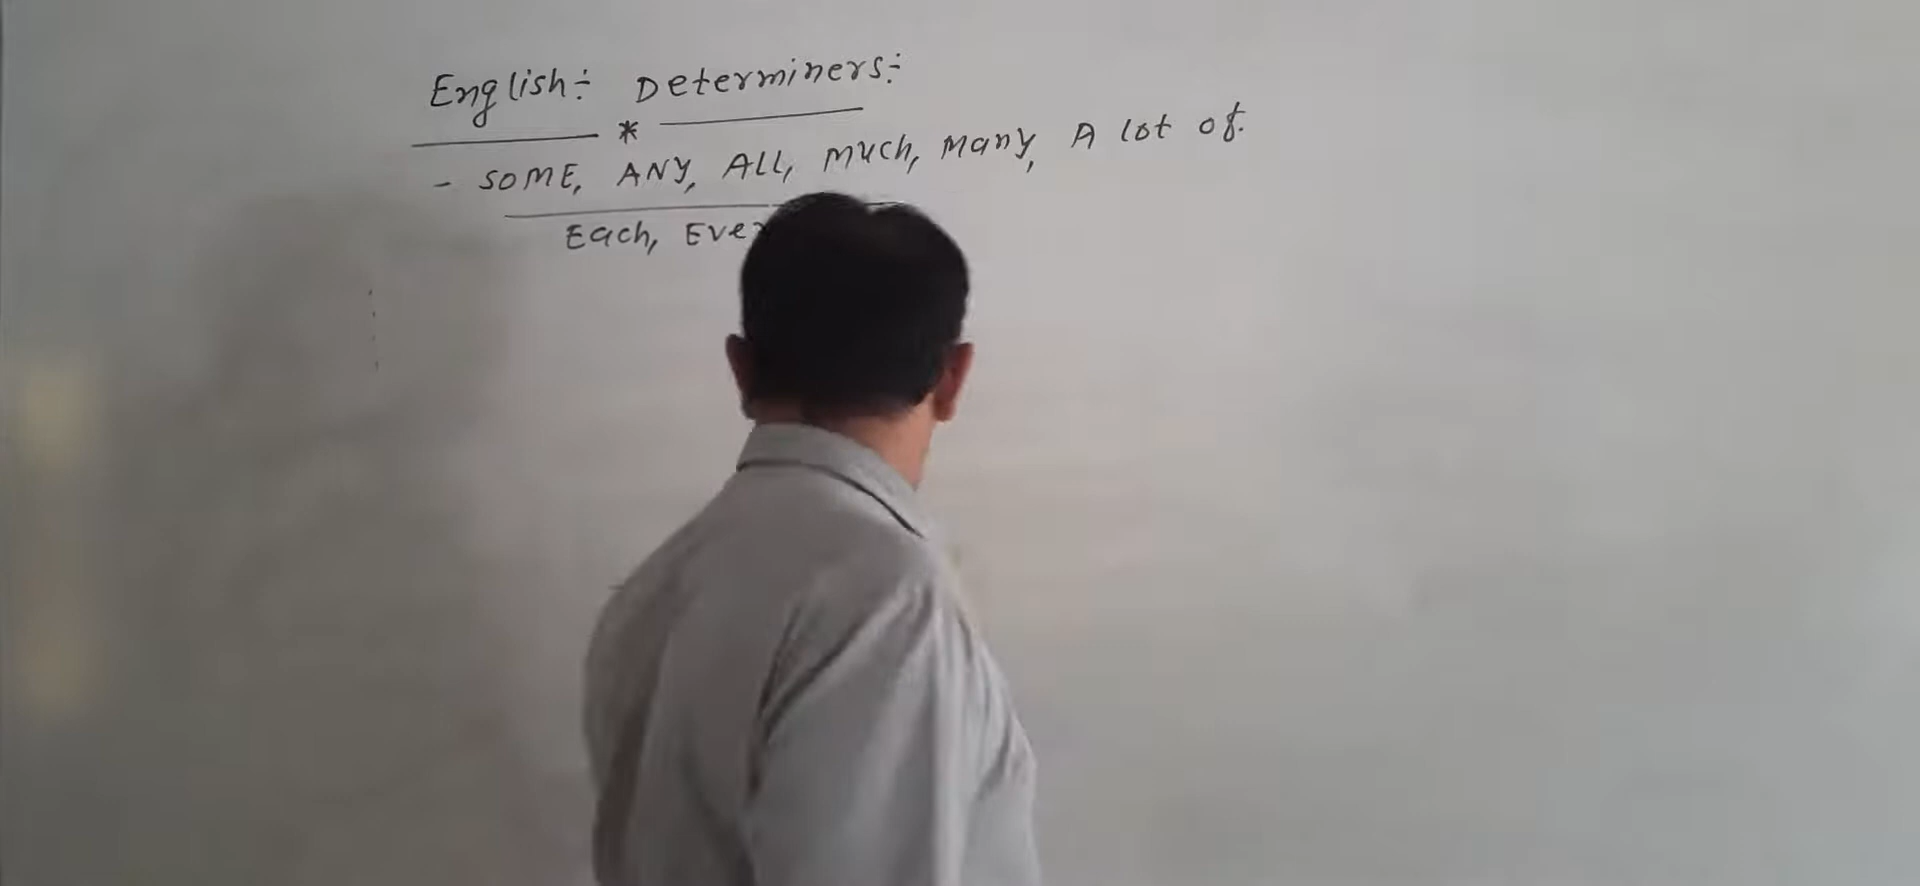 English:- Determiners:-
*
- SOME, ANY, ALL, MUCH, Many, A lot of.
Each,